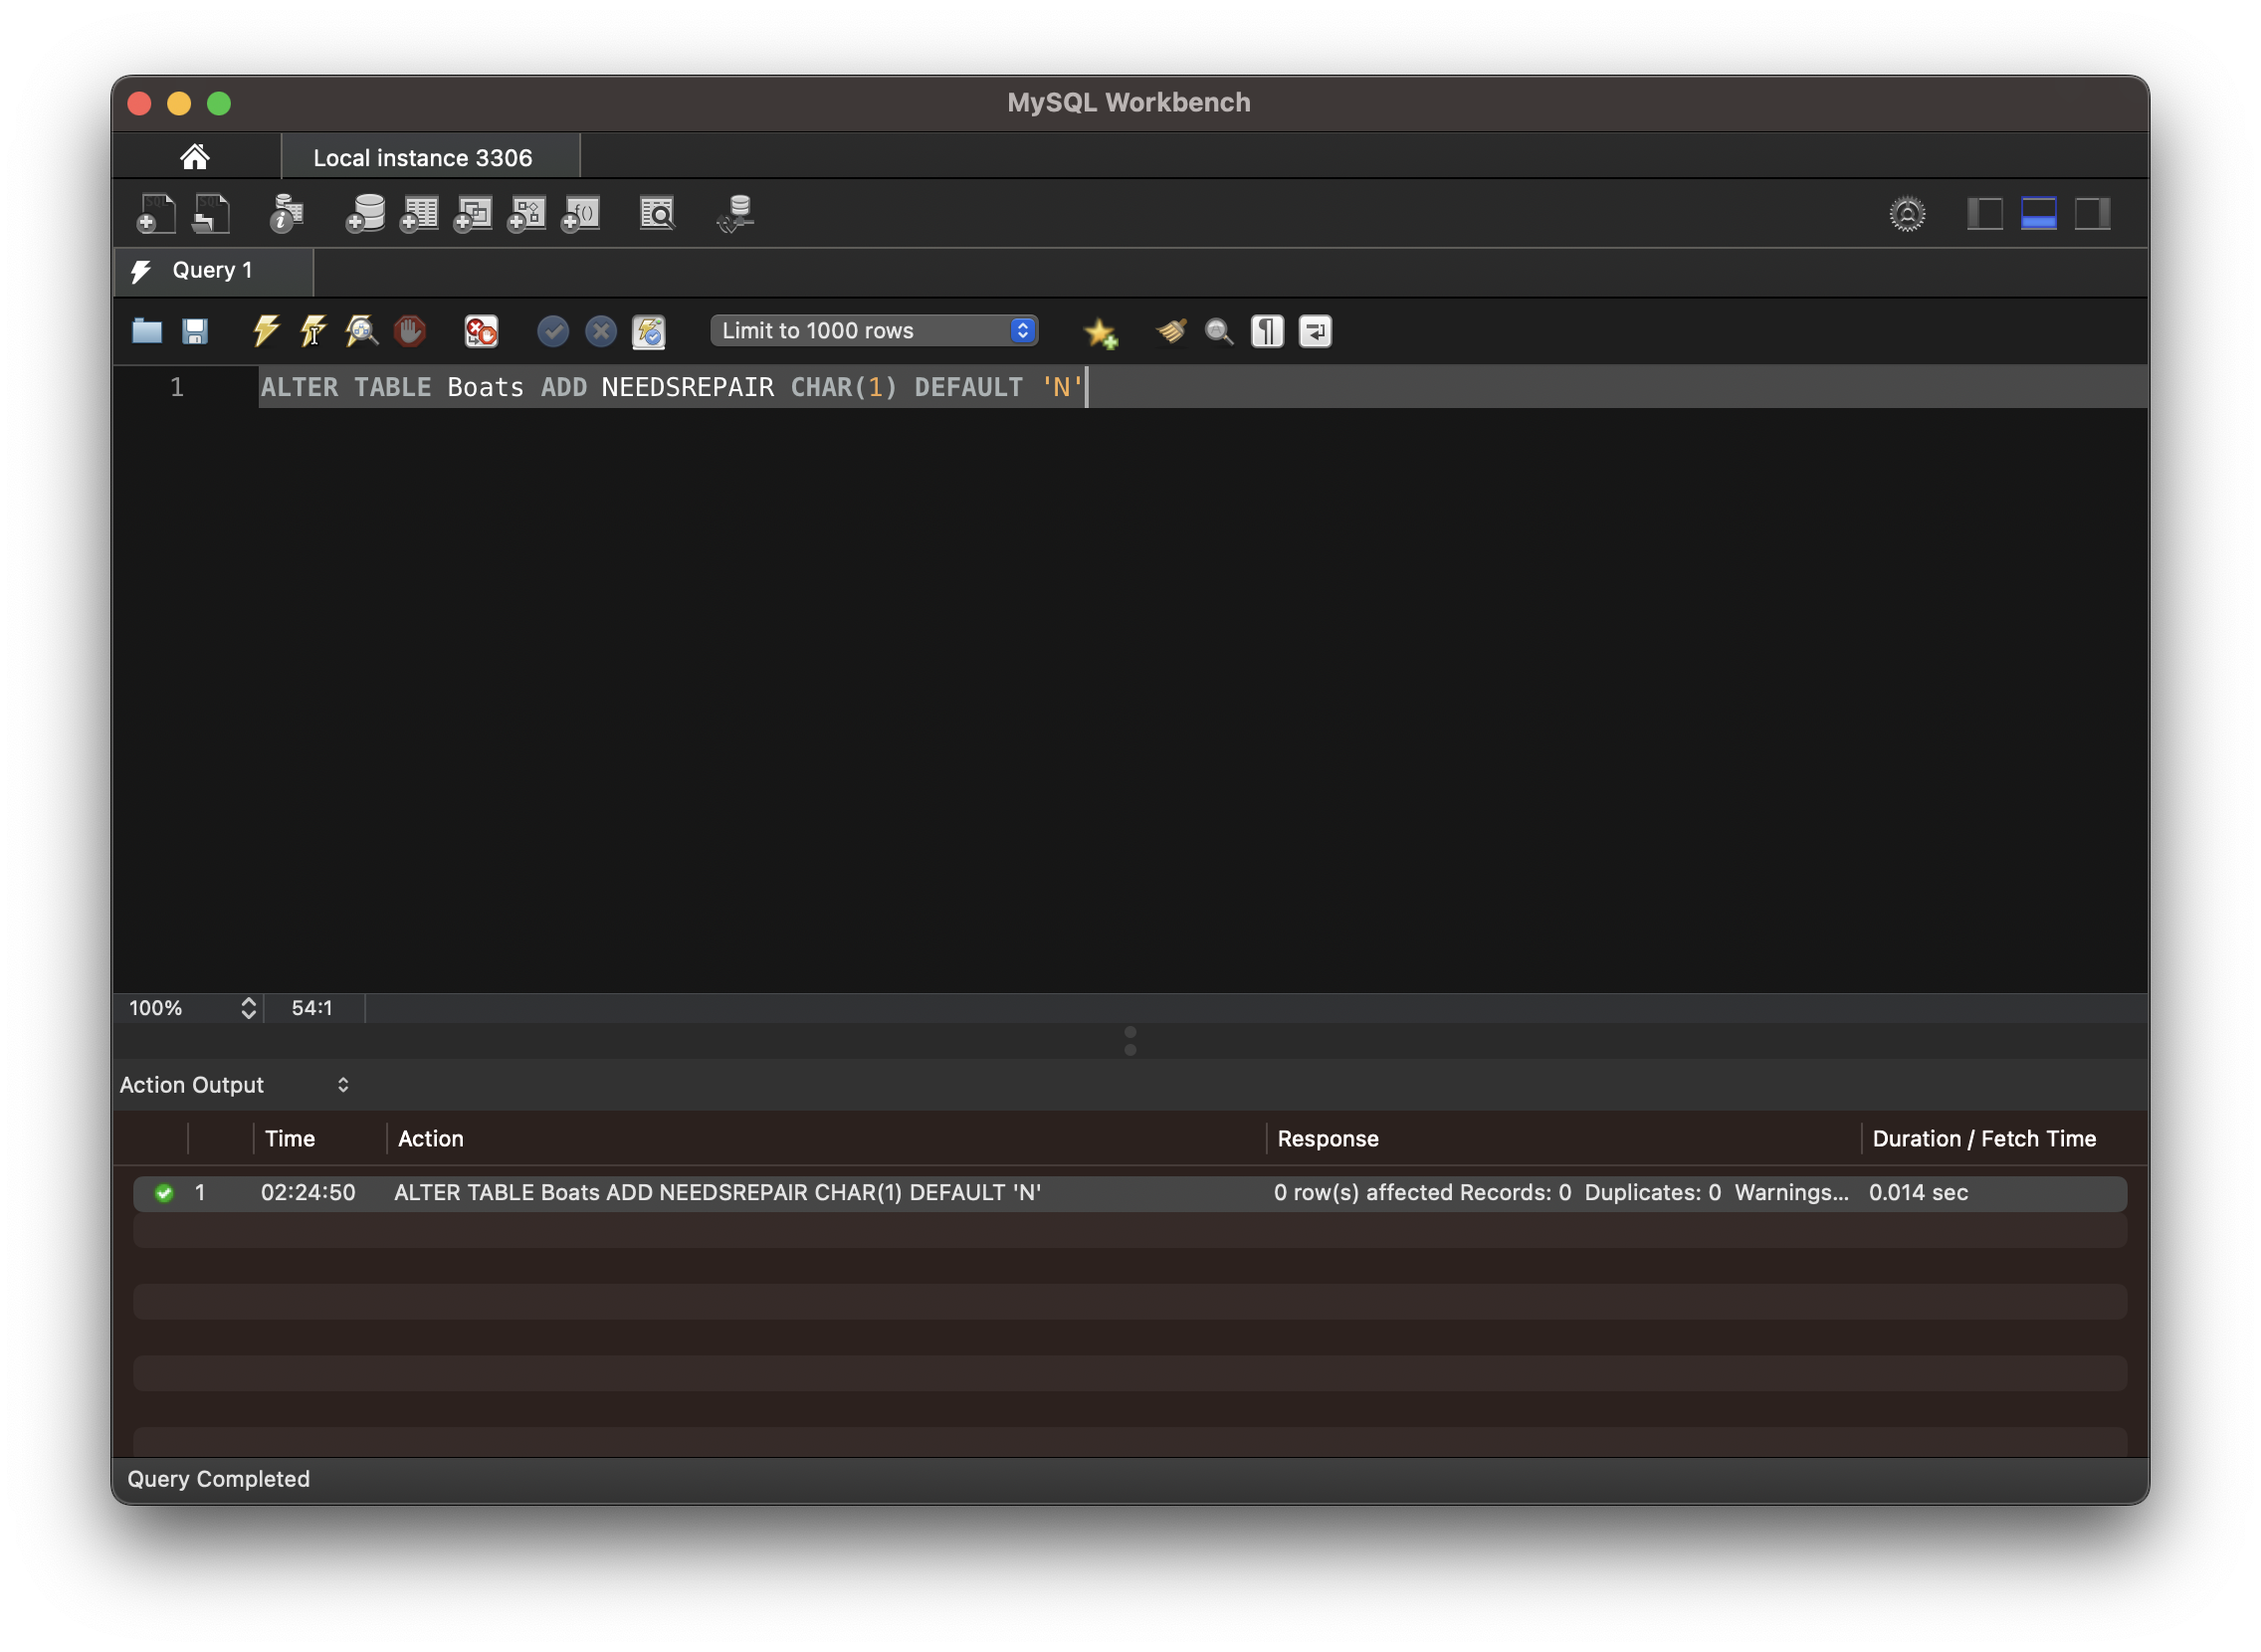 MySQL Workbench
Local instance 3306
Query 1
Limit to 1000 rows
1 ALTER TABLE Boats ADD NEEDSREPAIR CHAR(1) DEFAULT 'N'
100% 54:1
Action Output
Time Action Response Duration / Fetch Time
1 02:24:50 ALTER TABLE Boats ADD NEEDSREPAIR CHAR(1) DEFAULT 'N' 0 row(s) affected Records: 0 Duplicates: 0 Warnings... 0.014 sec
Query Completed